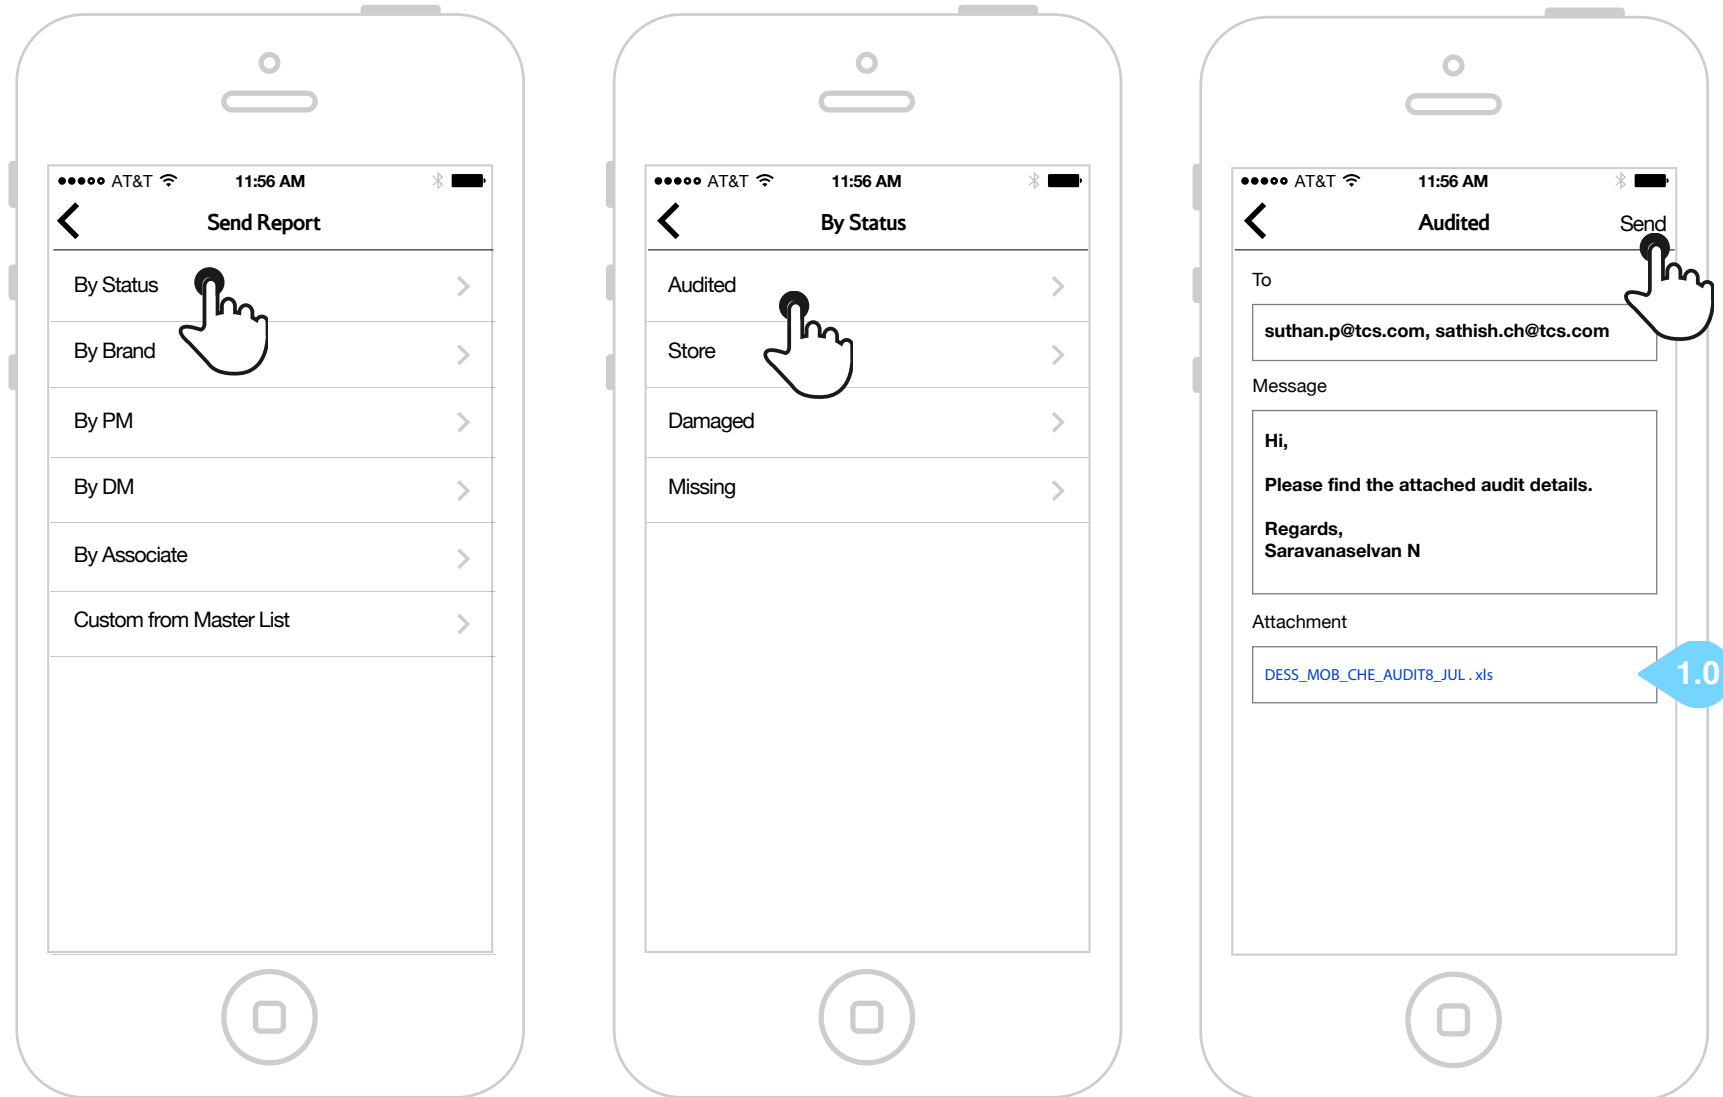 AT&T 11:56 AM
Send Report
By Status
By Brand
By PM
By DM
By Associate
Custom from Master List
AT&T 11:56 AM
By Status
Audited
Store
Damaged
Missing
AT&T 11:56 AM
Audited Send
To
suthan.p@tcs.com, sathish.ch@tcs.com
Message
Hi,
Please find the attached audit details.
Regards,
Saravanaselvan N
Attachment
DESS_MOB_CHE_AUDIT8_JUL . xls
1.0